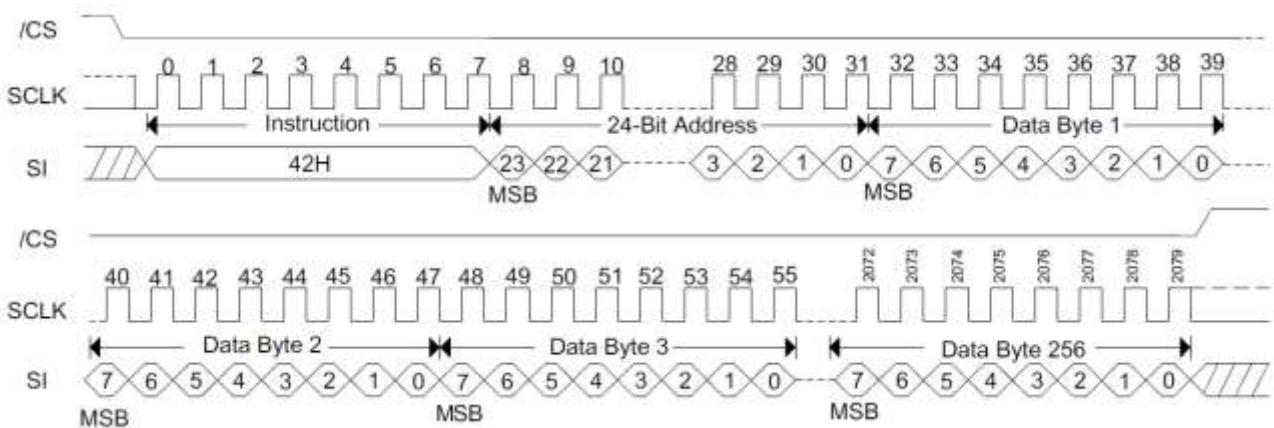 /CS
0 1 2 3 4 5 6 7 8 9 10 28 29 30 31 32 33 34 35 36 37 38 39
SCLK
Instruction 24-Bit Address Data Byte 1
SI 42H 23 22 21 3 2 1 0 7 6 5 4 3 2 1 0
MSB MSB
/CS
40 41 42 43 44 45 46 47 48 49 50 51 52 53 54 55 2072 2073 2074 2075 2076 2077 2078 2079
SCLK
Data Byte 2 Data Byte 3 Data Byte 256
SI 7 6 5 4 3 2 1 0 7 6 5 4 3 2 1 0 7 6 5 4 3 2 1 0
MSB MSB MSB